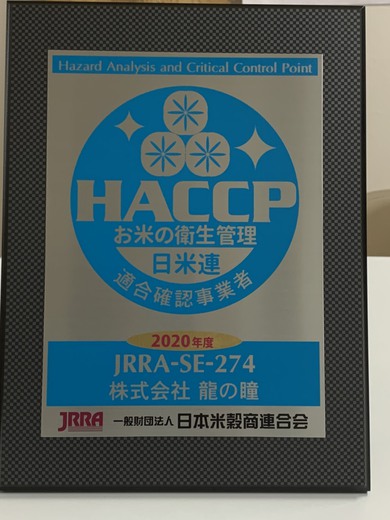 Hazard Analysis and Critical Control Point
HACCP
お米の衛生管理
日米連
適合確認事業者
2020年度
JRRA-SE-274
株式会社 龍の瞳
JRRA 一般財団法人 日本米穀商連合会